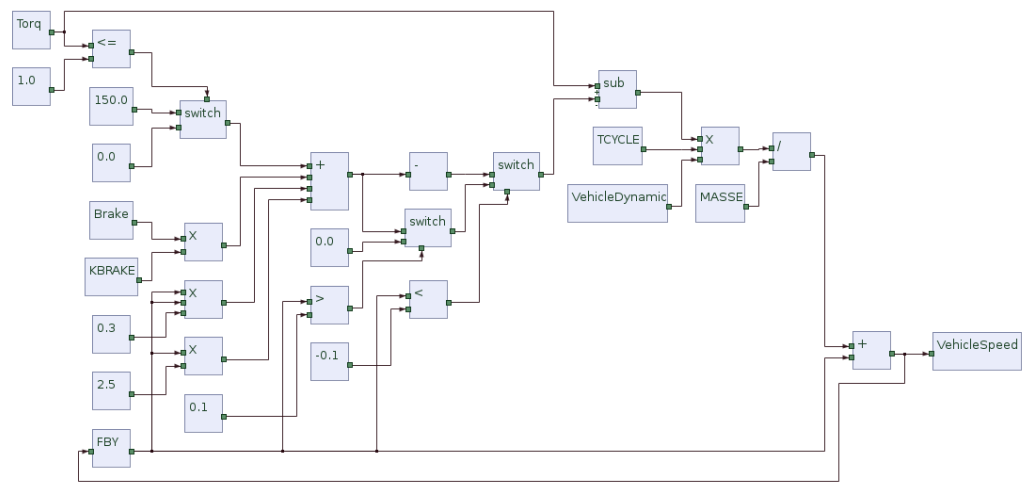 Torq
<=
1.0
150.0
switch
0.0
Brake
X
KBRAKE
X
0.3
X
2.5
0.1
FBY
+
-
switch
switch
0.0
>
<
-0.1
sub
+
-
TCYCLE
X
/
VehicleDynamic
MASSE
+
VehicleSpeed